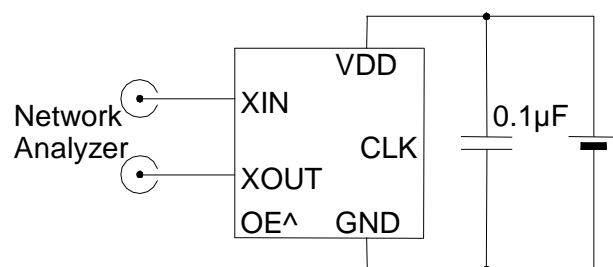 VDD
XIN
Network
Analyzer
0.1µF
CLK
XOUT
OE^ GND